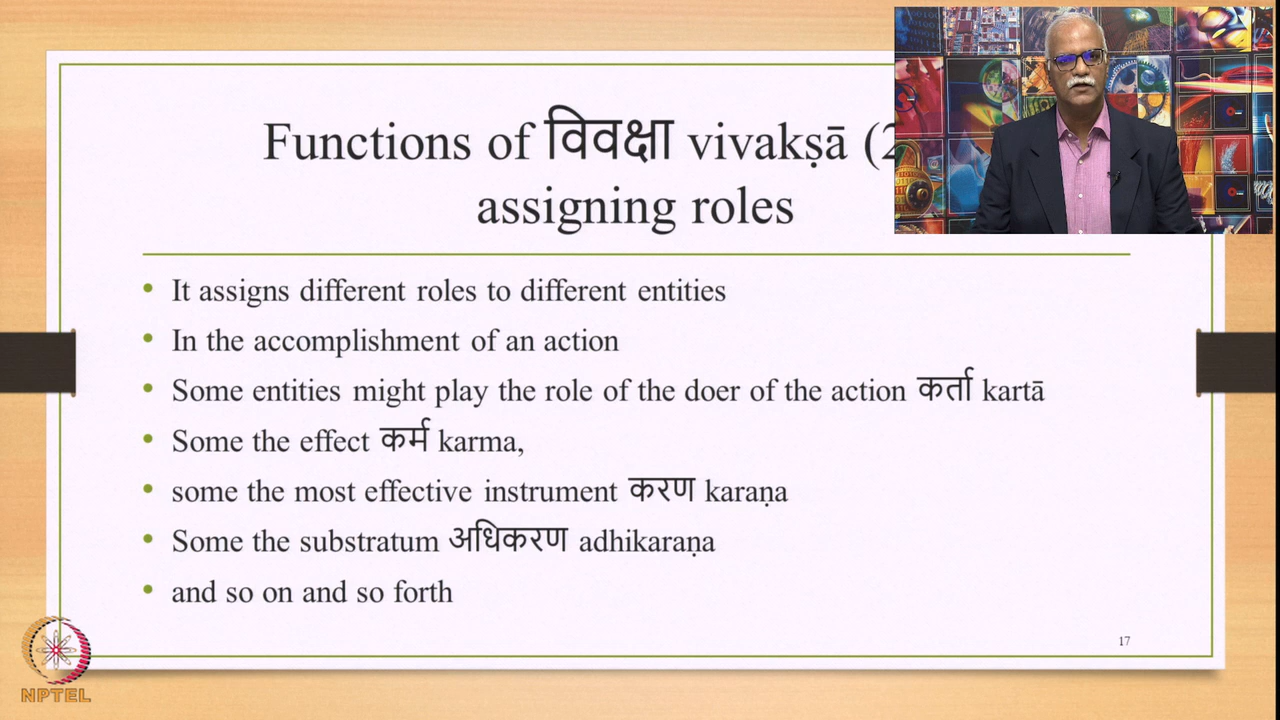 Functions of विवक्षा vivakṣā (2
assigning roles
• It assigns different roles to different entities
• In the accomplishment of an action
• Some entities might play the role of the doer of the action कर्ता kartā
• Some the effect कर्म karma,
• some the most effective instrument करण karaṇa
• Some the substratum अधिकरण adhikaraṇa
• and so on and so forth
17
NPTEL